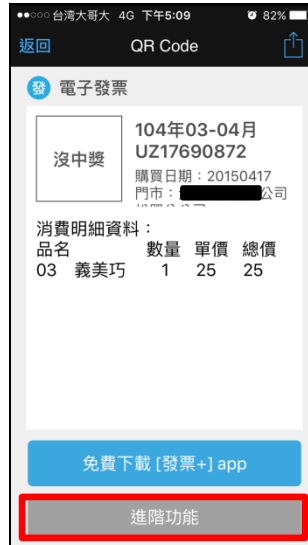 ●●○○○ 台湾大哥大 4G 下午5:09 82%
返回 QR Code
發 電子發票
沒中獎
104年03-04月
UZ17690872
購買日期：20150417
門市： 公司
消費明細資料：
品名 數量 單價 總價
03 義美巧 1 25 25
免費下載 [發票+] app
進階功能